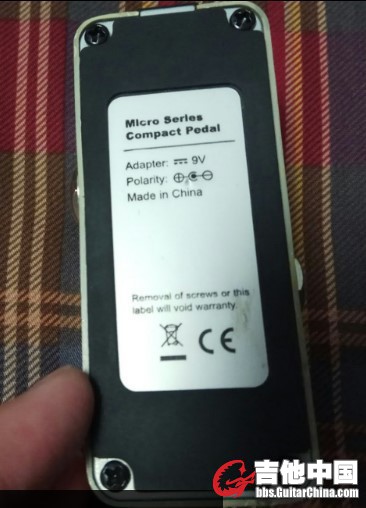 Micro Series
Compact Pedal
Adapter: ⎓ 9V
Polarity:
Made in China
Removal of screws or this
label will void warranty.
CE
吉他中国
bbs.GuitarChina.com